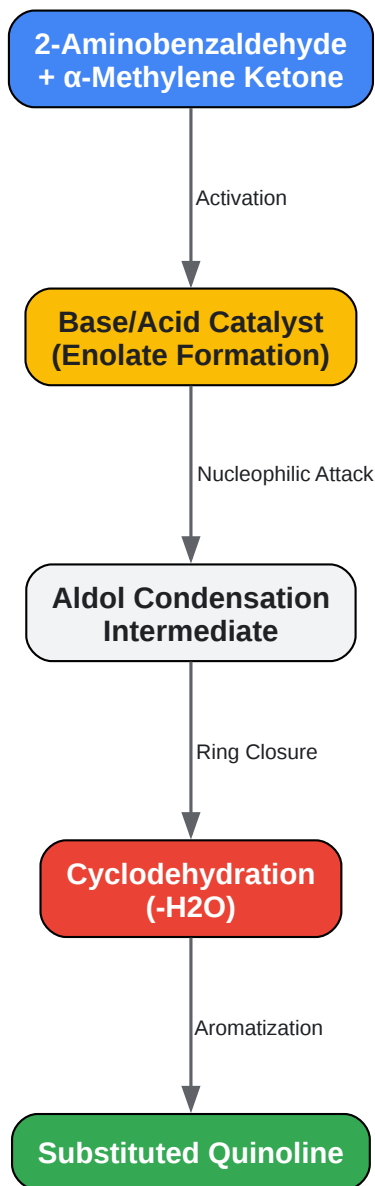 2-Aminobenzaldehyde
+ α-Methylene Ketone
Activation
Base/Acid Catalyst
(Enolate Formation)
Nucleophilic Attack
Aldol Condensation
Intermediate
Ring Closure
Cyclodehydration
(-H2O)
Aromatization
Substituted Quinoline